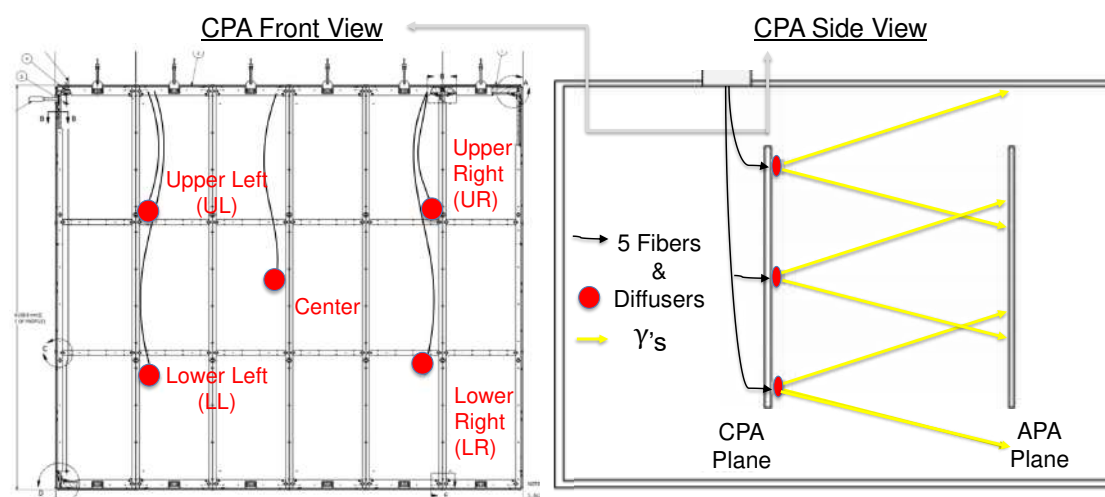 CPA Front View
CPA Side View
Upper Left
(UL)
Upper
Right
(UR)
Center
Lower Left
(LL)
Lower
Right
(LR)
5 Fibers
&
Diffusers
γ's
CPA
Plane
APA
Plane